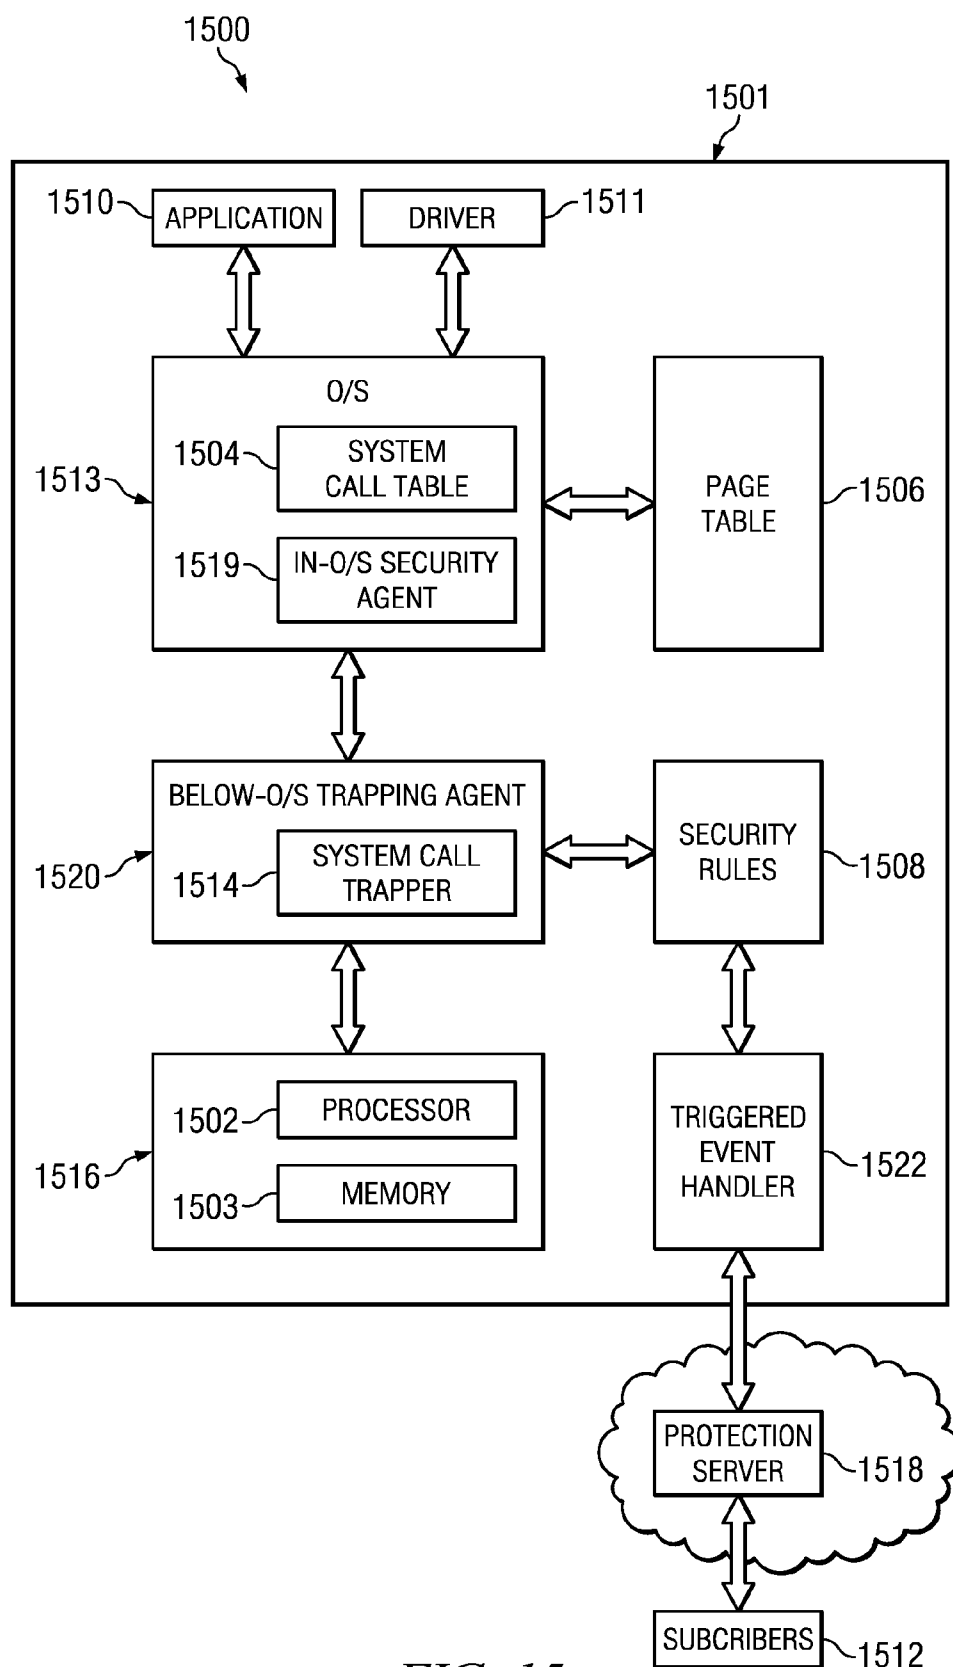 1500
1501
1510
APPLICATION
DRIVER
1511
O/S
1504
SYSTEM
CALL TABLE
1513
1519
IN-O/S SECURITY
AGENT
PAGE
TABLE
1506
BELOW-O/S TRAPPING AGENT
1520
1514
SYSTEM CALL
TRAPPER
SECURITY
RULES
1508
1502
PROCESSOR
1516
1503
MEMORY
TRIGGERED
EVENT
HANDLER
1522
PROTECTION
SERVER
1518
SUBCRIBERS
1512
FIG. 15